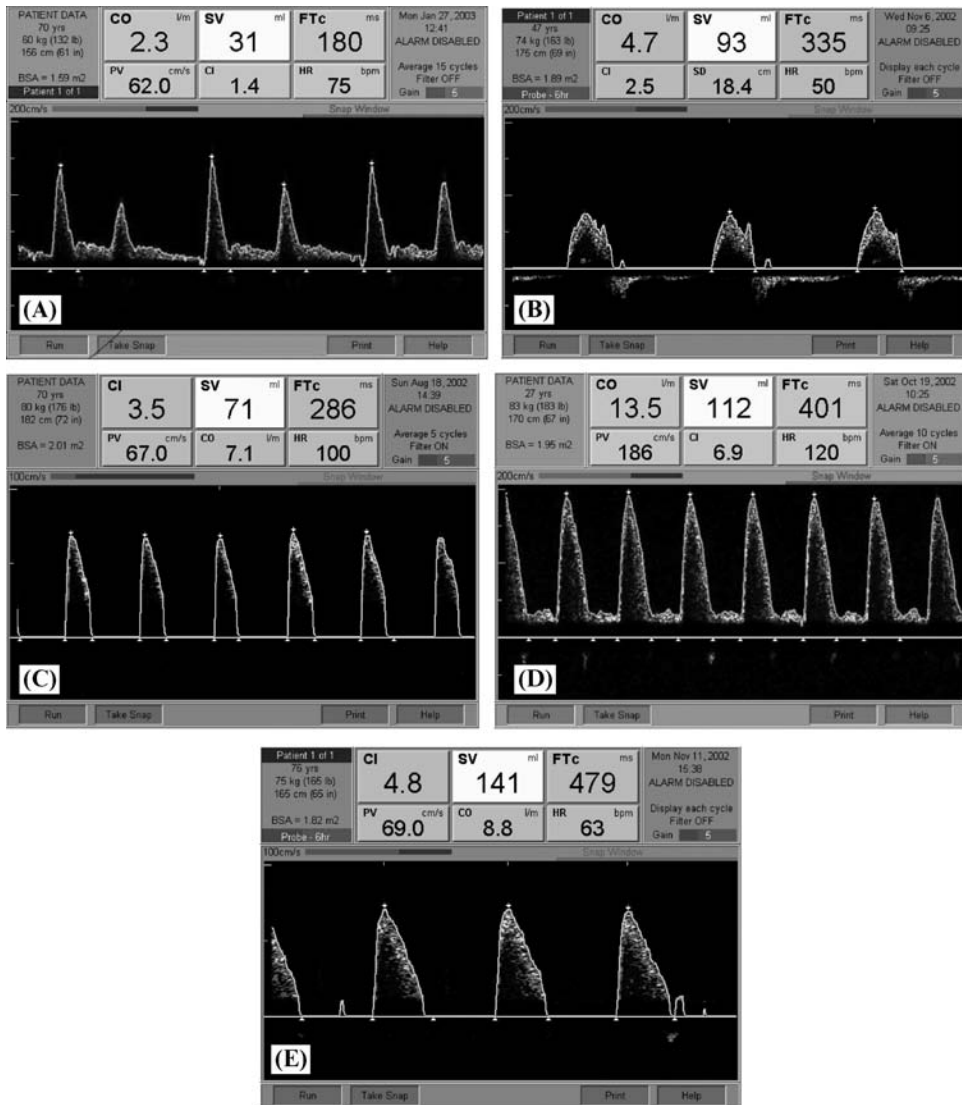 PATIENT DATA
70 yrs
60 kg (132 lb)
156 cm (61 in)
BSA = 1.59 m2
Patient 1 of 1
CO l/m
2.3
SV ml
31
FTc ms
180
PV cm/s
62.0
CI
1.4
HR bpm
75
Mon Jan 27, 2003
12:41
ALARM DISABLED
Average 15 cycles
Filter OFF
Gain 5
200cm/s
Snap Window
(A)
Run Take Snap Print Help
Patient 1 of 1
47 yrs
74 kg (163 lb)
175 cm (69 in)
BSA = 1.89 m2
Probe - 6hr
CO l/m
4.7
SV ml
93
FTc ms
335
CI
2.5
SD cm
18.4
HR bpm
50
Wed Nov 6, 2002
09:25
ALARM DISABLED
Display each cycle
Filter OFF
Gain 5
200cm/s
Snap Window
(B)
Run Take Snap Print Help
PATIENT DATA
70 yrs
80 kg (176 lb)
182 cm (72 in)
BSA = 2.01 m2
CI
3.5
SV ml
71
FTc ms
286
PV cm/s
67.0
CO l/m
7.1
HR bpm
100
Sun Aug 18, 2002
14:39
ALARM DISABLED
Average 5 cycles
Filter ON
Gain 5
100cm/s
Snap Window
(C)
Run Take Snap Print Help
PATIENT DATA
27 yrs
83 kg (183 lb)
170 cm (67 in)
BSA = 1.95 m2
CO l/m
13.5
SV ml
112
FTc ms
401
PV cm/s
186
CI
6.9
HR bpm
120
Sat Oct 19, 2002
10:25
ALARM DISABLED
Average 10 cycles
Filter ON
Gain 5
200cm/s
Snap Window
(D)
Run Take Snap Print Help
Patient 1 of 1
76 yrs
75 kg (165 lb)
165 cm (65 in)
BSA = 1.82 m2
Probe - 6hr
CI
4.8
SV ml
141
FTc ms
479
PV cm/s
69.0
CO l/m
8.8
HR bpm
63
Mon Nov 11, 2002
15:38
ALARM DISABLED
Display each cycle
Filter OFF
Gain 5
100cm/s
Snap Window
(E)
Run Take Snap Print Help